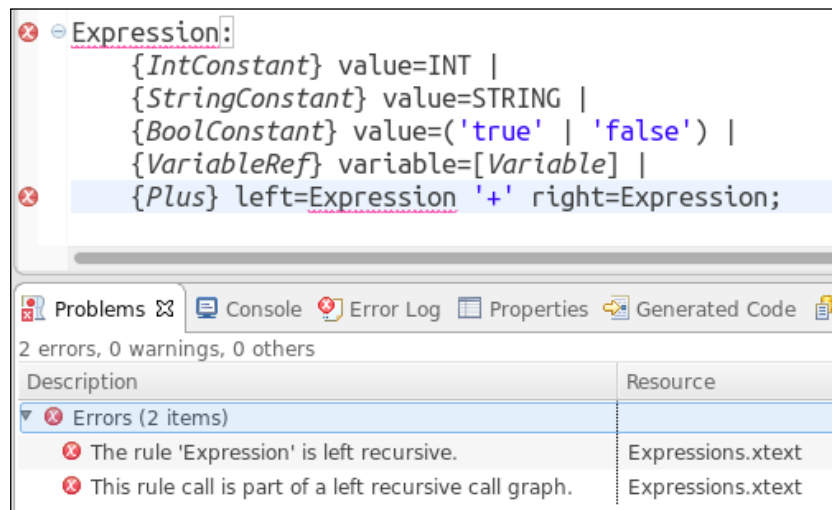 Expression:
{IntConstant} value=INT |
{StringConstant} value=STRING |
{BoolConstant} value=('true' | 'false') |
{VariableRef} variable=[Variable] |
{Plus} left=Expression '+' right=Expression;
Problems Console Error Log Properties Generated Code
2 errors, 0 warnings, 0 others
Description Resource
Errors (2 items)
The rule 'Expression' is left recursive. Expressions.xtext
This rule call is part of a left recursive call graph. Expressions.xtext